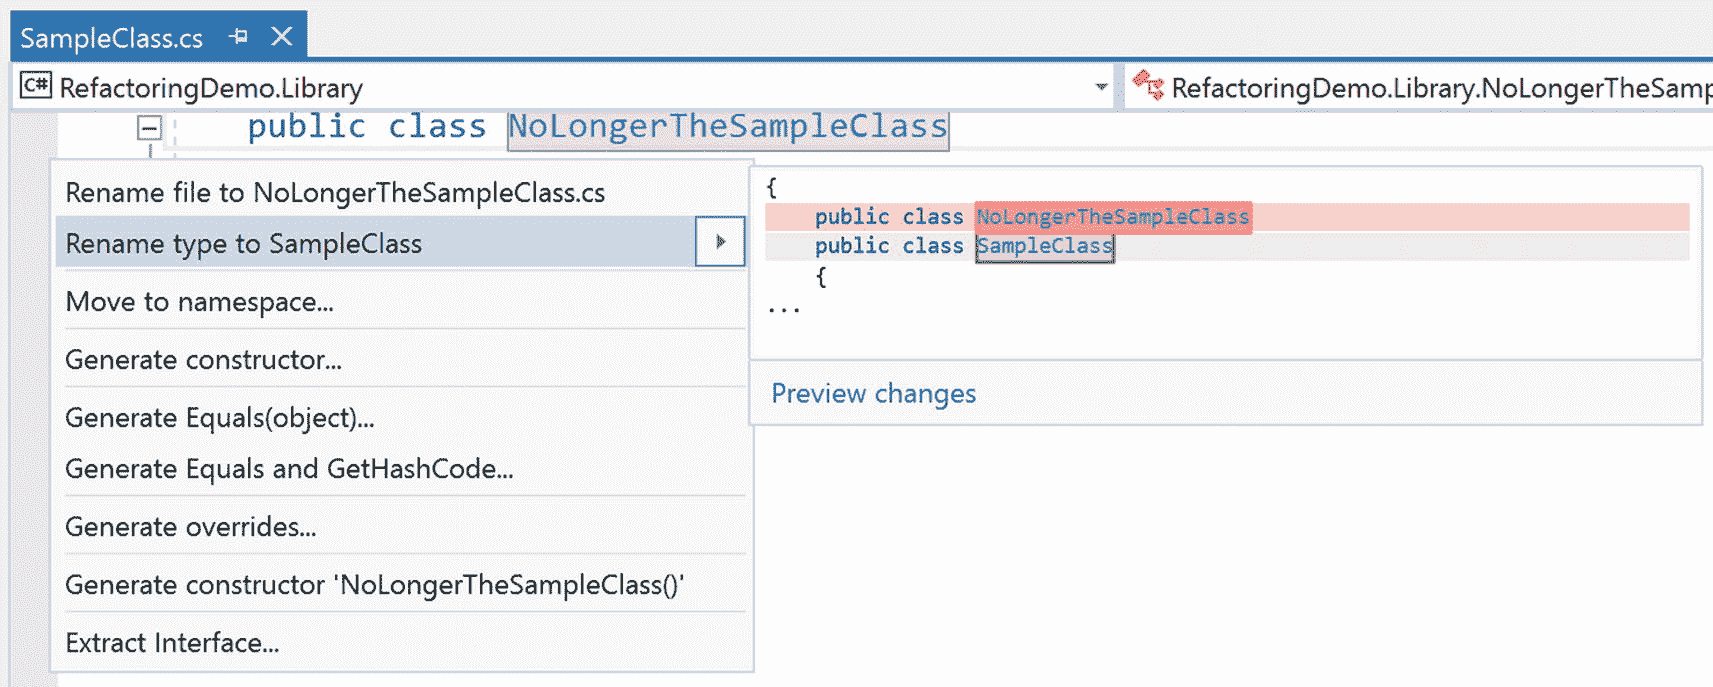 SampleClass.cs
C# RefactoringDemo.Library
RefactoringDemo.Library.NoLongerTheSamp
public class NoLongerTheSampleClass
Rename file to NoLongerTheSampleClass.cs
Rename type to SampleClass
Move to namespace...
Generate constructor...
Generate Equals(object)...
Generate Equals and GetHashCode...
Generate overrides...
Generate constructor 'NoLongerTheSampleClass()'
Extract Interface...
{
public class NoLongerTheSampleClass
public class SampleClass
{
...
Preview changes